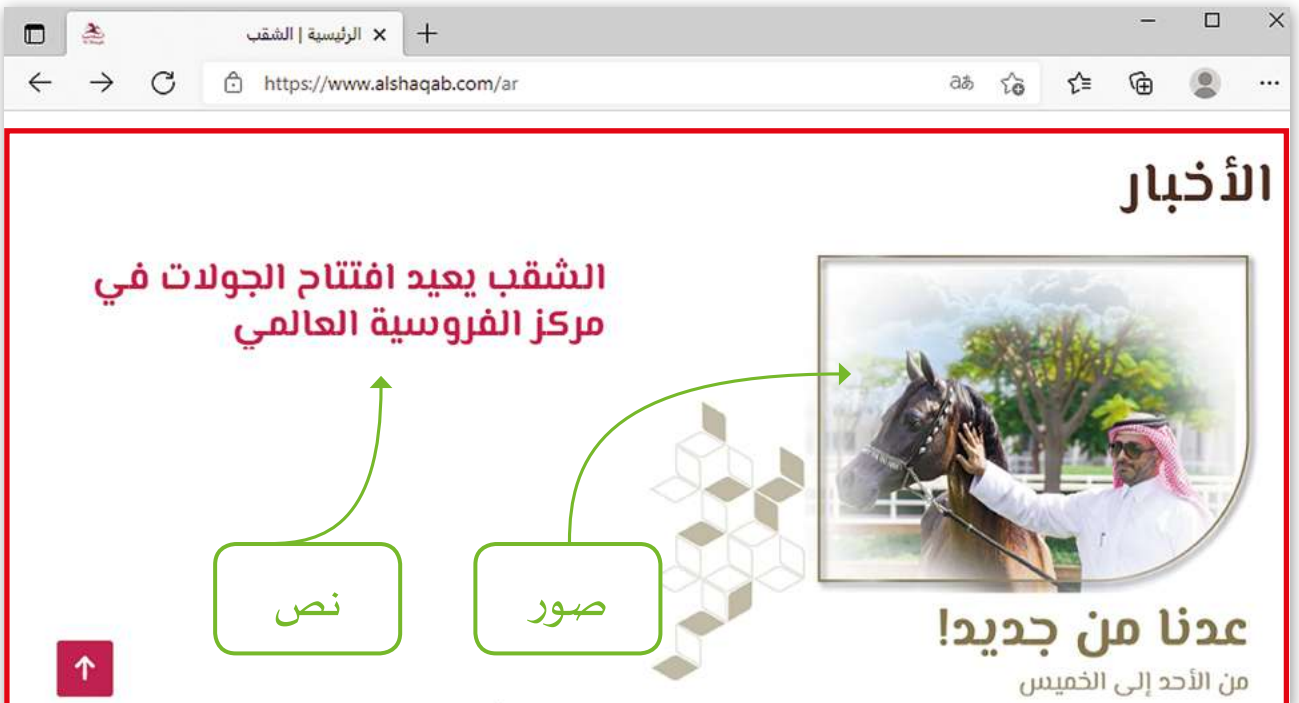 الرئيسية | الشقب
https://www.alshaqab.com/ar
الأخبار
الشقب يعيد افتتاح الجولات في
مركز الفروسية العالمي
نص
صور
عدنا من جديد!
من الأحد إلى الخميس